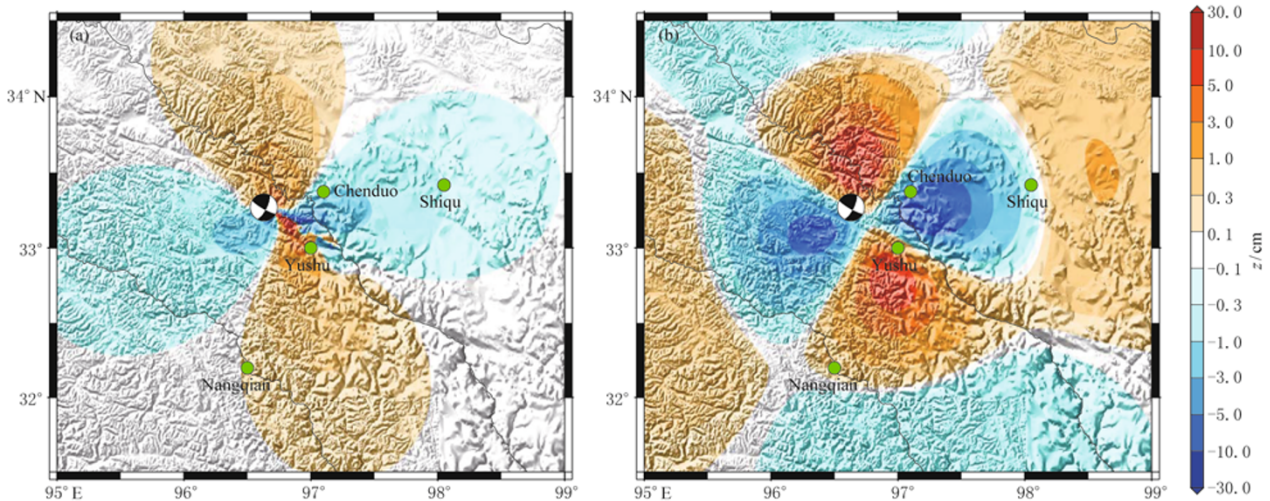 (a)
34° N
33°
32°
95° E
96°
97°
98°
99°
Chenduo
Shiqu
Yushu
Nangqian
(b)
34° N
33°
32°
95° E
96°
97°
98°
99°
Chenduo
Shiqu
Yushu
Nangqian
30. 0
10. 0
5. 0
3. 0
1. 0
0. 3
0. 1
−0. 1
−0. 3
−1. 0
−3. 0
−5. 0
−10. 0
−30. 0
z/cm